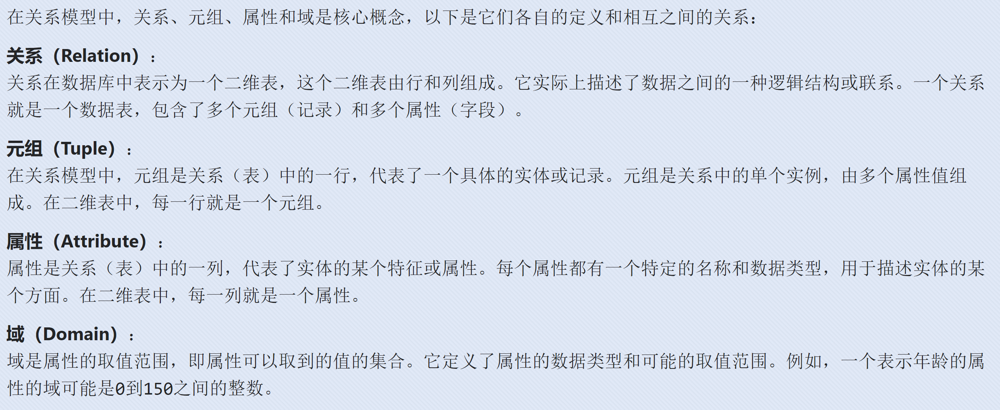 在关系模型中，关系、元组、属性和域是核心概念，以下是它们各自的定义和相互之间的关系：
关系（Relation）：
关系在数据库中表示为一个二维表，这个二维表由行和列组成。它实际上描述了数据之间的一种逻辑结构或联系。一个关系
就是一个数据表，包含了多个元组（记录）和多个属性（字段）。
元组（Tuple）：
在关系模型中，元组是关系（表）中的一行，代表了一个具体的实体或记录。元组是关系中的单个实例，由多个属性值组
成。在二维表中，每一行就是一个元组。
属性（Attribute）：
属性是关系（表）中的一列，代表了实体的某个特征或属性。每个属性都有一个特定的名称和数据类型，用于描述实体的某
个方面。在二维表中，每一列就是一个属性。
域（Domain）：
域是属性的取值范围，即属性可以取到的值的集合。它定义了属性的数据类型和可能的取值范围。例如，一个表示年龄的属
性的域可能是0到150之间的整数。